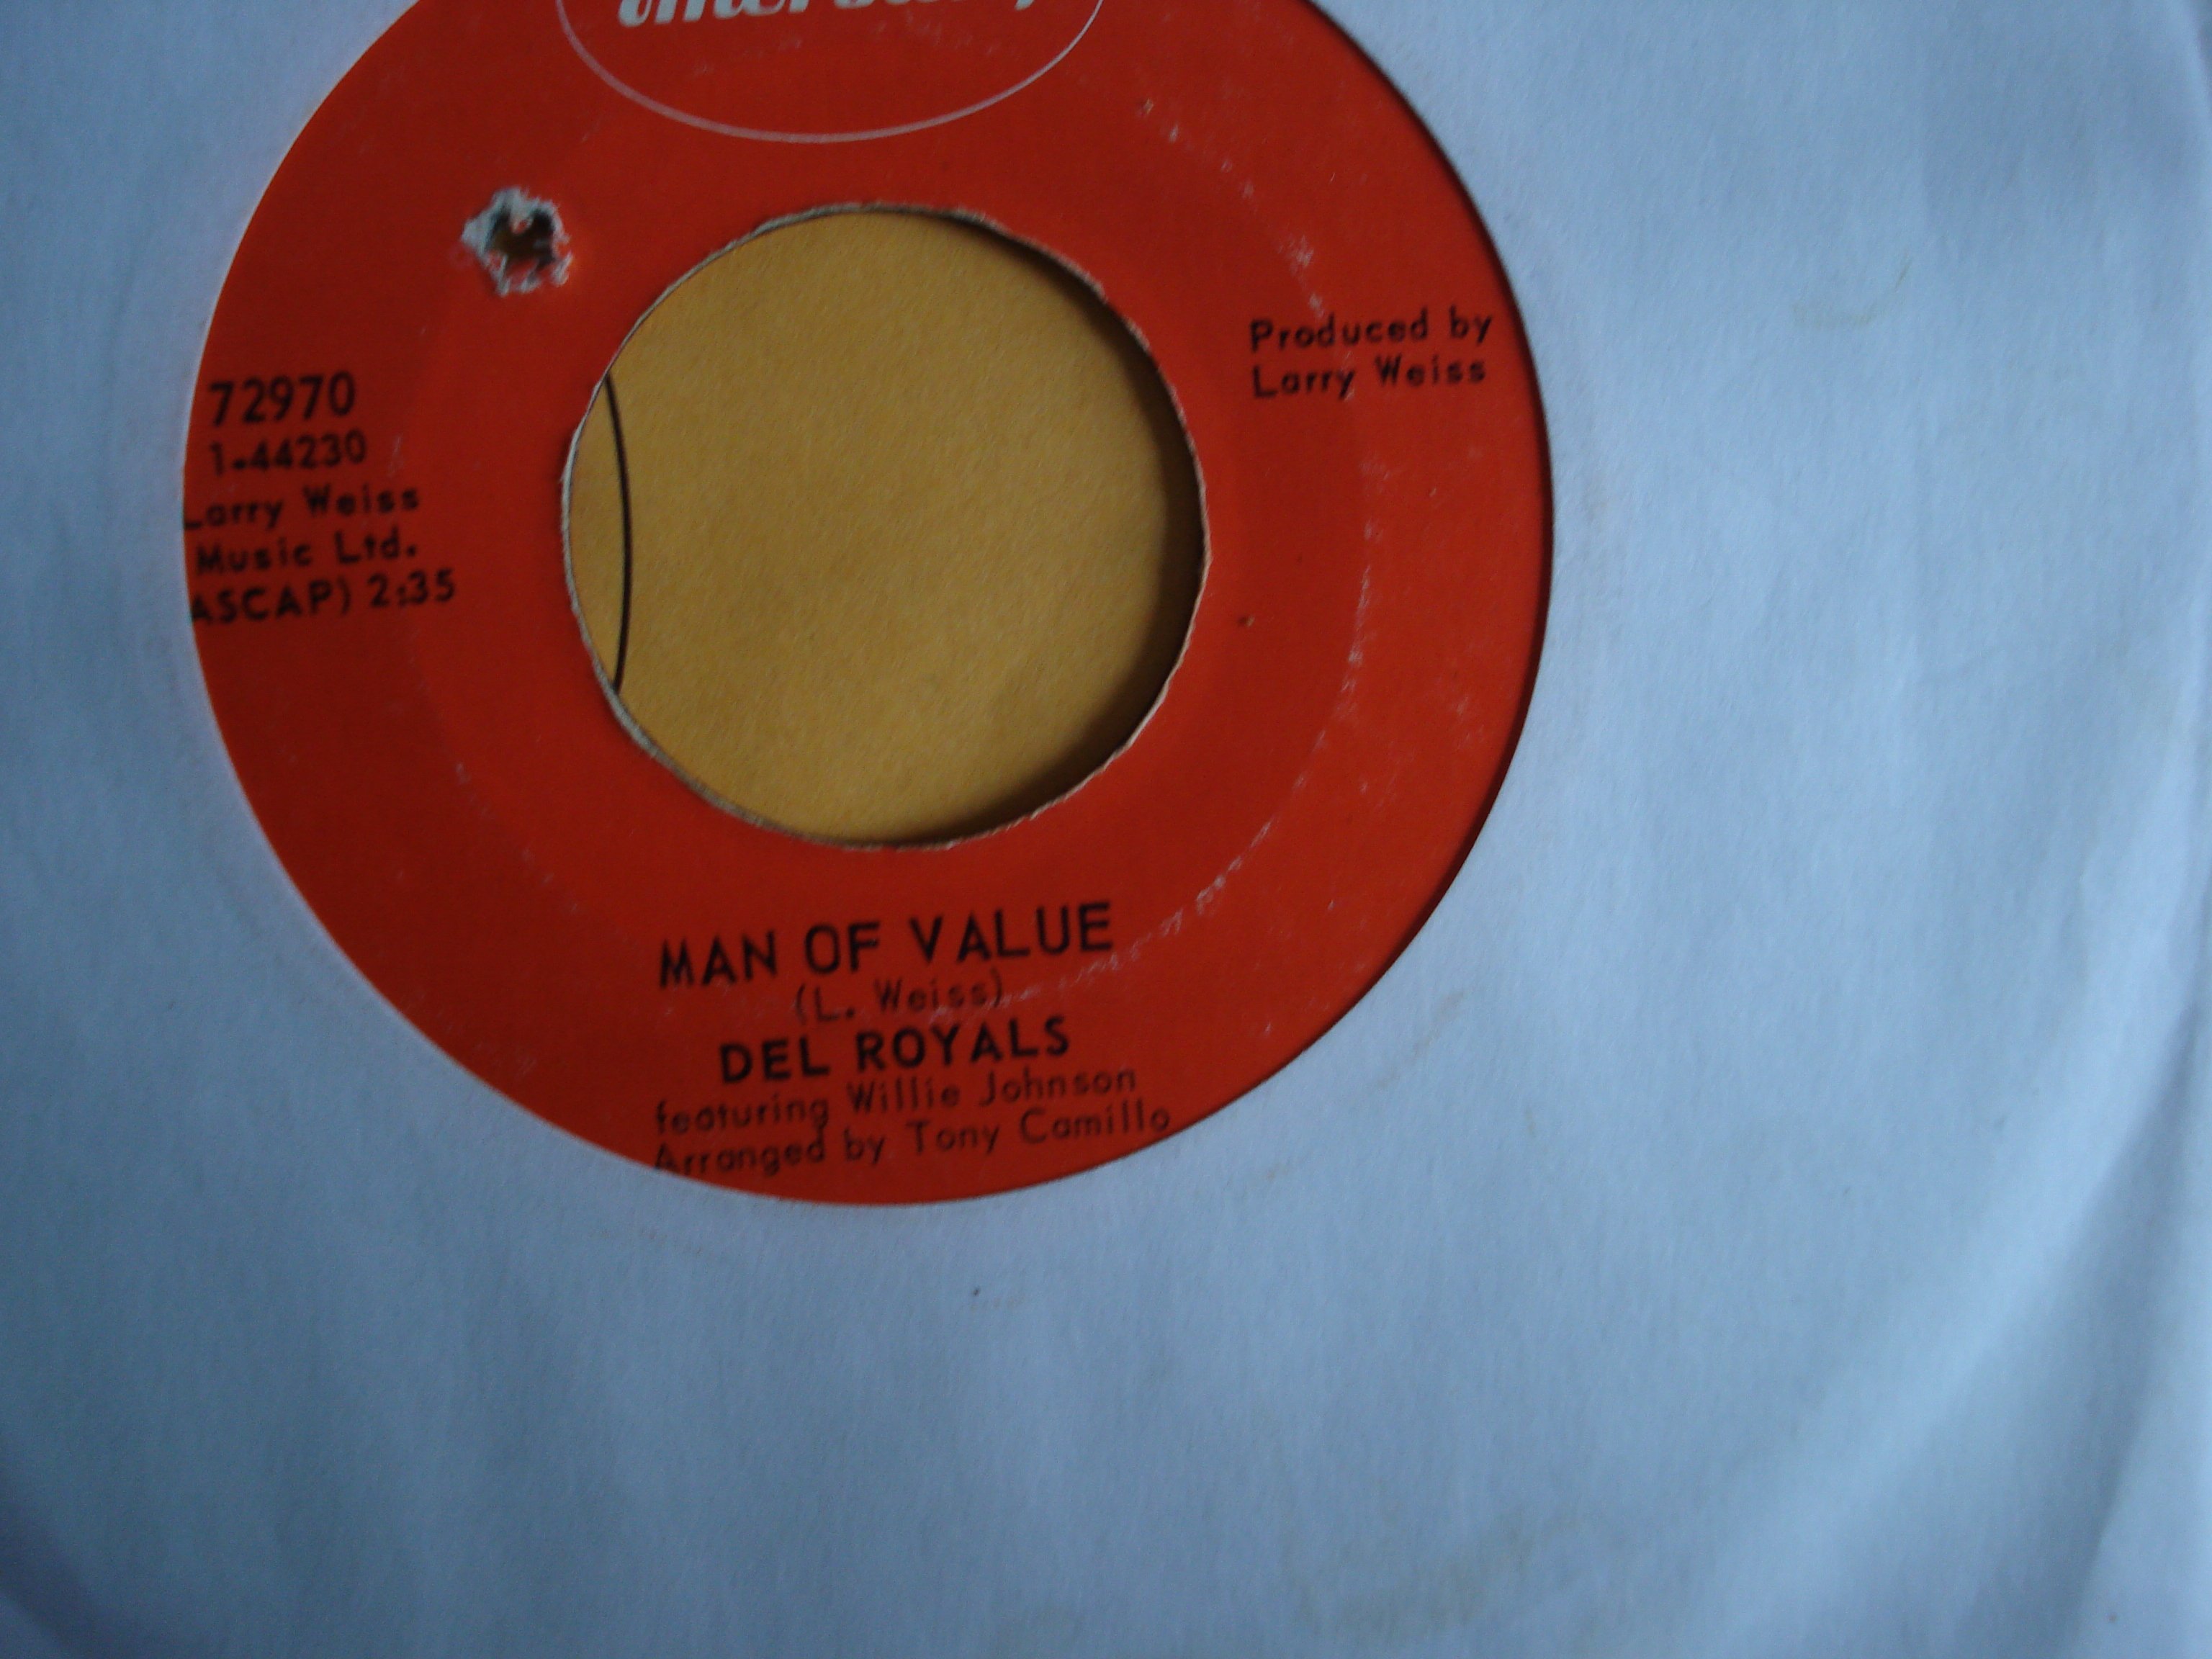 72970
1-44230
Larry Weiss
Music Ltd.
ASCAP) 2:35
Produced by
Larry Weiss
MAN OF VALUE
(L. Weiss)
DEL ROYALS
featuring Willie Johnson
Arranged by Tony Camillo